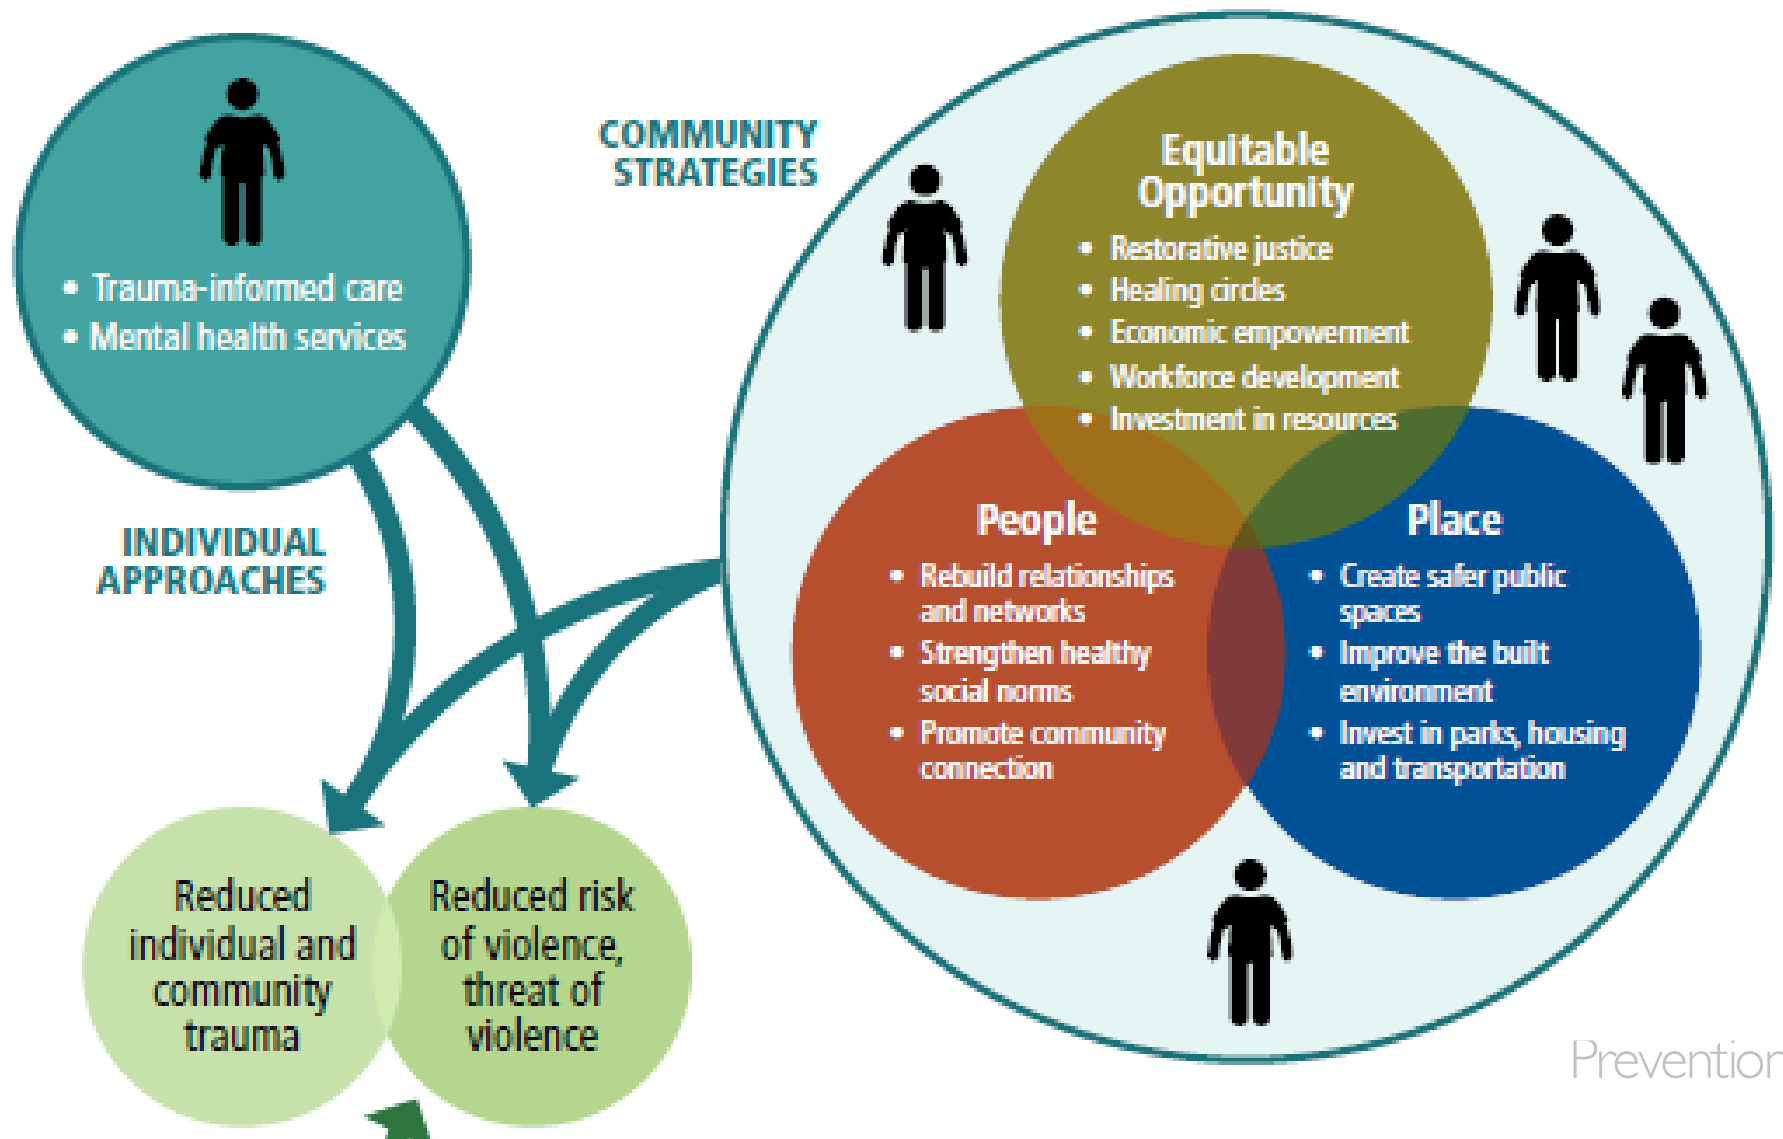 • Trauma-informed care
• Mental health services
INDIVIDUAL
APPROACHES
COMMUNITY
STRATEGIES
Equitable
Opportunity
• Restorative justice
• Healing circles
• Economic empowerment
• Workforce development
• Investment in resources
People
• Rebuild relationships
and networks
• Strengthen healthy
social norms
• Promote community
connection
Place
• Create safer public
spaces
• Improve the built
environment
• Invest in parks, housing
and transportation
Reduced
individual and
community
trauma
Reduced risk
of violence,
threat of
violence
Prevention